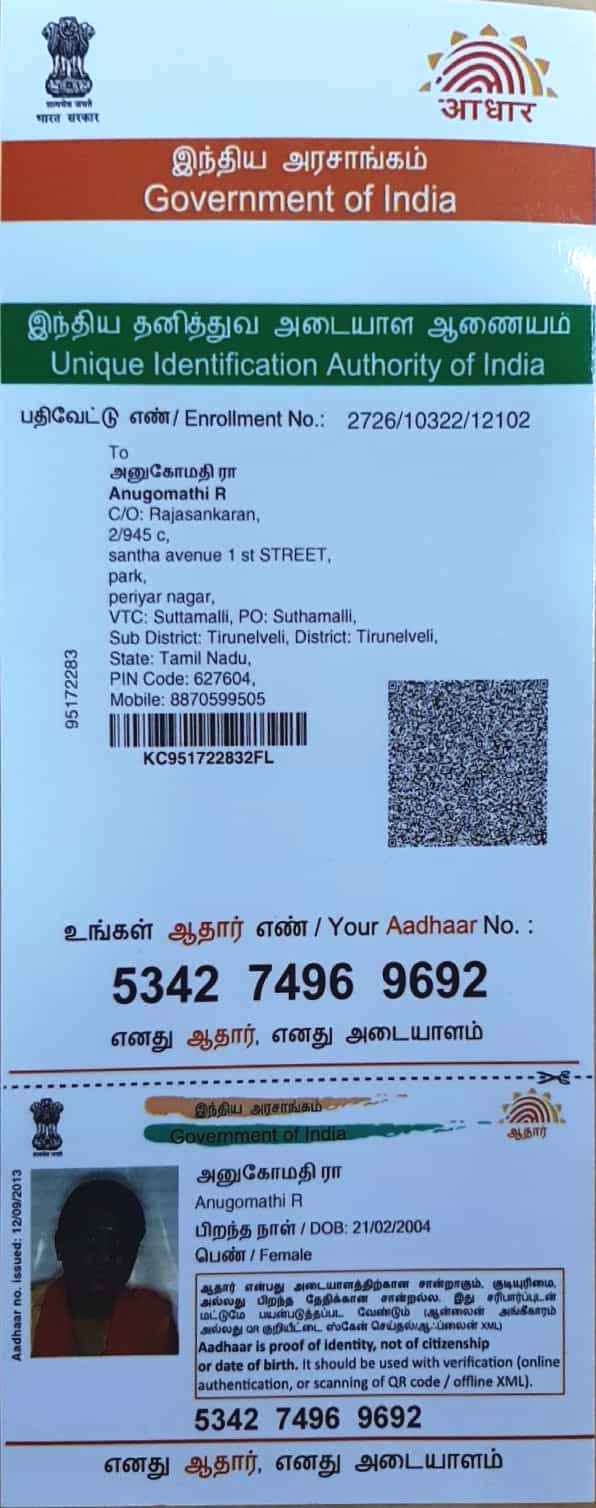 सत्यमेव जयते
भारत सरकार
आधार
இந்திய அரசாங்கம்
Government of India
இந்திய தனித்துவ அடையாள ஆணையம்
Unique Identification Authority of India
பதிவேட்டு எண்/ Enrollment No.: 2726/10322/12102
To
அனுகோமதி ரா
Anugomathi R
C/O: Rajasankaran,
2/945 c,
santha avenue 1 st STREET,
park,
periyar nagar,
VTC: Suttamalli, PO: Suthamalli,
Sub District: Tirunelveli, District: Tirunelveli,
State: Tamil Nadu,
PIN Code: 627604,
Mobile: 8870599505
95172283
KC951722832FL
உங்கள் ஆதார் எண் / Your Aadhaar No. :
5342 7496 9692
எனது ஆதார், எனது அடையாளம்
இந்திய அரசாங்கம்
Government of India
ஆதார்
Aadhaar no. issued: 12/09/2013
அனுகோமதி ரா
Anugomathi R
பிறந்த நாள் / DOB: 21/02/2004
பெண் / Female
ஆதார் என்பது அடையாளத்திற்கான சான்றாகும், குடியுரிமை,
அல்லது பிறந்த தேதிக்கான சான்றல்ல. இது சரிபார்ப்புடன்
மட்டுமே பயன்படுத்தப்பட வேண்டும் (ஆன்லைன் அங்கீகாரம்
அல்லது QR குறியீட்டை ஸ்கேன் செய்தல்/ஆஃப்லைன் XML)
Aadhaar is proof of identity, not of citizenship
or date of birth. It should be used with verification (online
authentication, or scanning of QR code / offline XML).
5342 7496 9692
எனது ஆதார், எனது அடையாளம்